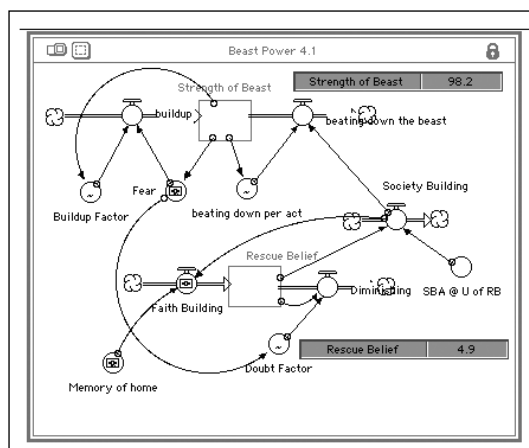 Beast Power 4.1
Strength of Beast
Strength of Beast 98.2
buildup
beating down the beast
Fear
Society Building
Buildup Factor
beating down per act
Rescue Belief
Diminishing
SBA @ U of RB
Faith Building
Rescue Belief 4.9
Doubt Factor
Memory of home